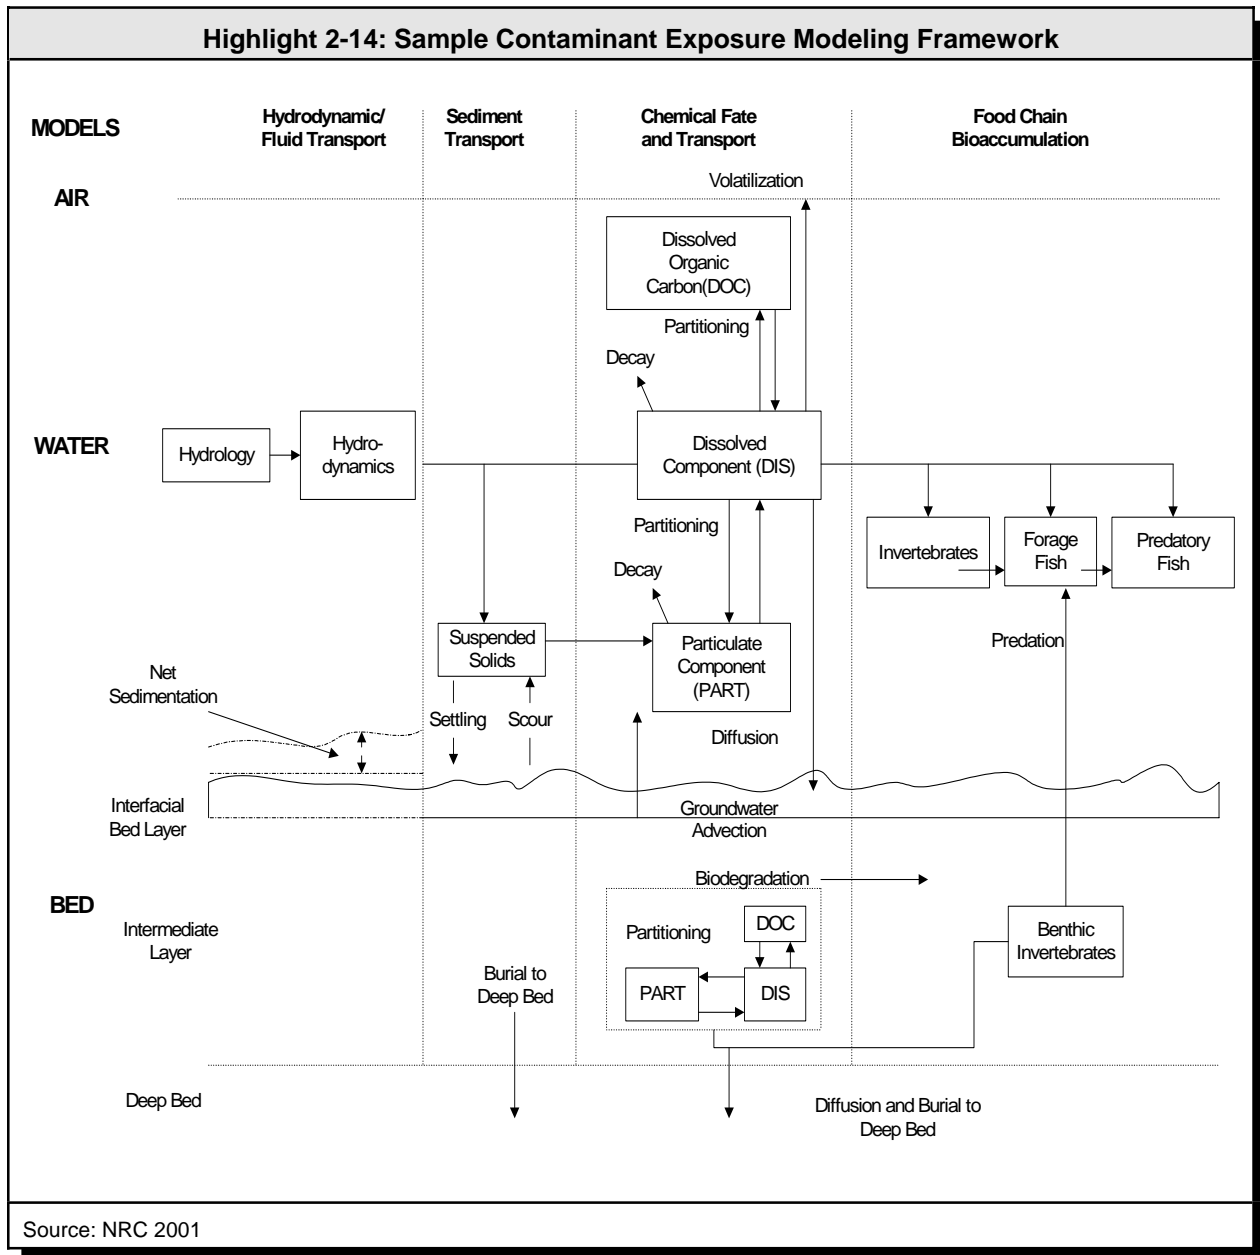 Highlight 2-14: Sample Contaminant Exposure Modeling Framework
MODELS
Hydrodynamic/
Fluid Transport
Sediment
Transport
Chemical Fate
and Transport
Food Chain
Bioaccumulation
AIR
Volatilization
Dissolved
Organic
Carbon(DOC)
Partitioning
Decay
WATER
Hydrology
Hydro-
dynamics
Dissolved
Component (DIS)
Partitioning
Invertebrates
Forage
Fish
Predatory
Fish
Decay
Suspended
Solids
Particulate
Component
(PART)
Predation
Net
Sedimentation
Settling
Scour
Diffusion
Interfacial
Bed Layer
Groundwater
Advection
Biodegradation
BED
Intermediate
Layer
Partitioning
DOC
PART
DIS
Benthic
Invertebrates
Burial to
Deep Bed
Deep Bed
Diffusion and Burial to
Deep Bed
Source: NRC 2001